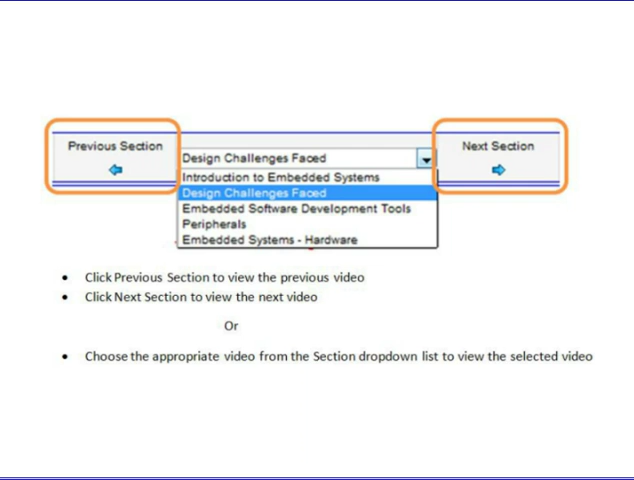 Previous Section
Next Section
Design Challenges Faced
Introduction to Embedded Systems
Design Challenges Faced
Embedded Software Development Tools
Peripherals
Embedded Systems - Hardware
• Click Previous Section to view the previous video
• Click Next Section to view the next video
Or
• Choose the appropriate video from the Section dropdown list to view the selected video